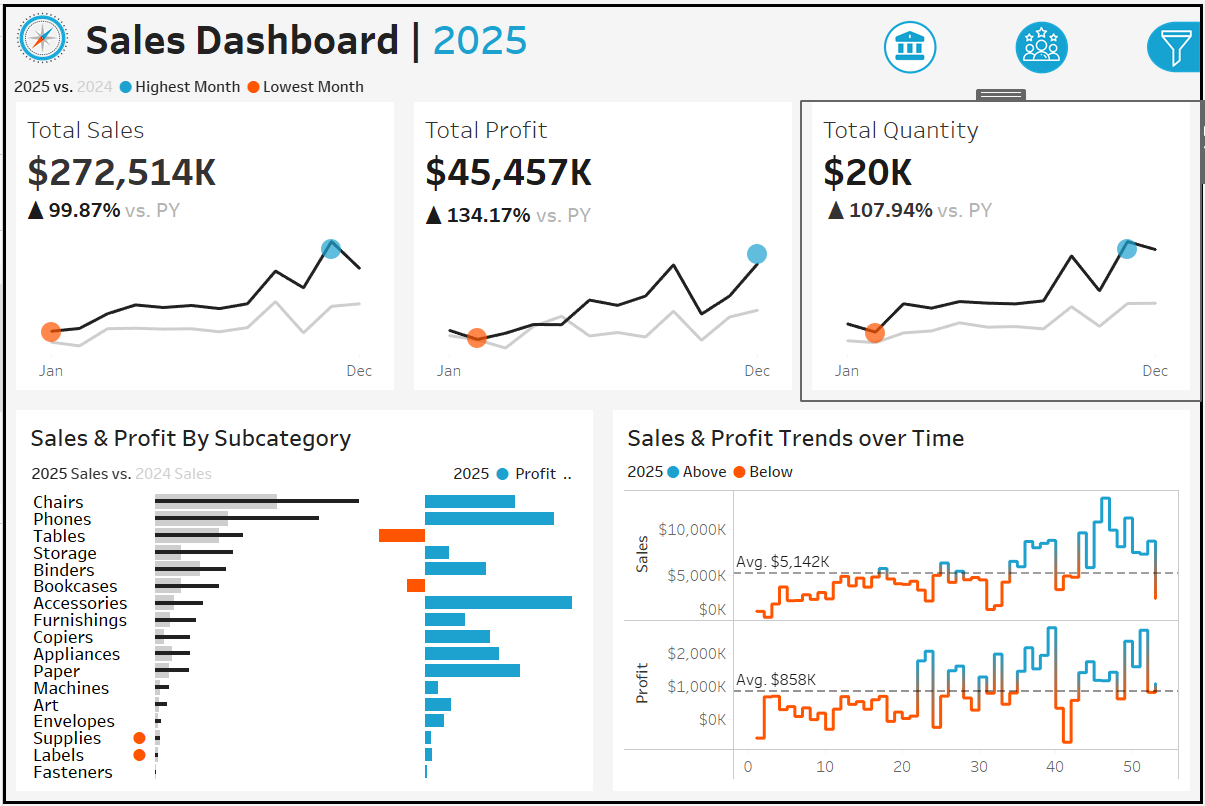 Sales Dashboard | 2025
2025 vs. 2024 Highest Month Lowest Month
Total Sales
$272,514K
▲ 99.87% vs. PY
Jan Dec
Total Profit
$45,457K
▲ 134.17% vs. PY
Jan Dec
Total Quantity
$20K
▲ 107.94% vs. PY
Jan Dec
Sales & Profit By Subcategory
2025 Sales vs. 2024 Sales
2025 Profit ..
Chairs
Phones
Tables
Storage
Binders
Bookcases
Accessories
Furnishings
Copiers
Appliances
Paper
Machines
Art
Envelopes
Supplies
Labels
Fasteners
Sales & Profit Trends over Time
2025 Above Below
Sales
$10,000K
Avg. $5,142K
$5,000K
$0K
Profit
$2,000K
Avg. $858K
$1,000K
$0K
0 10 20 30 40 50